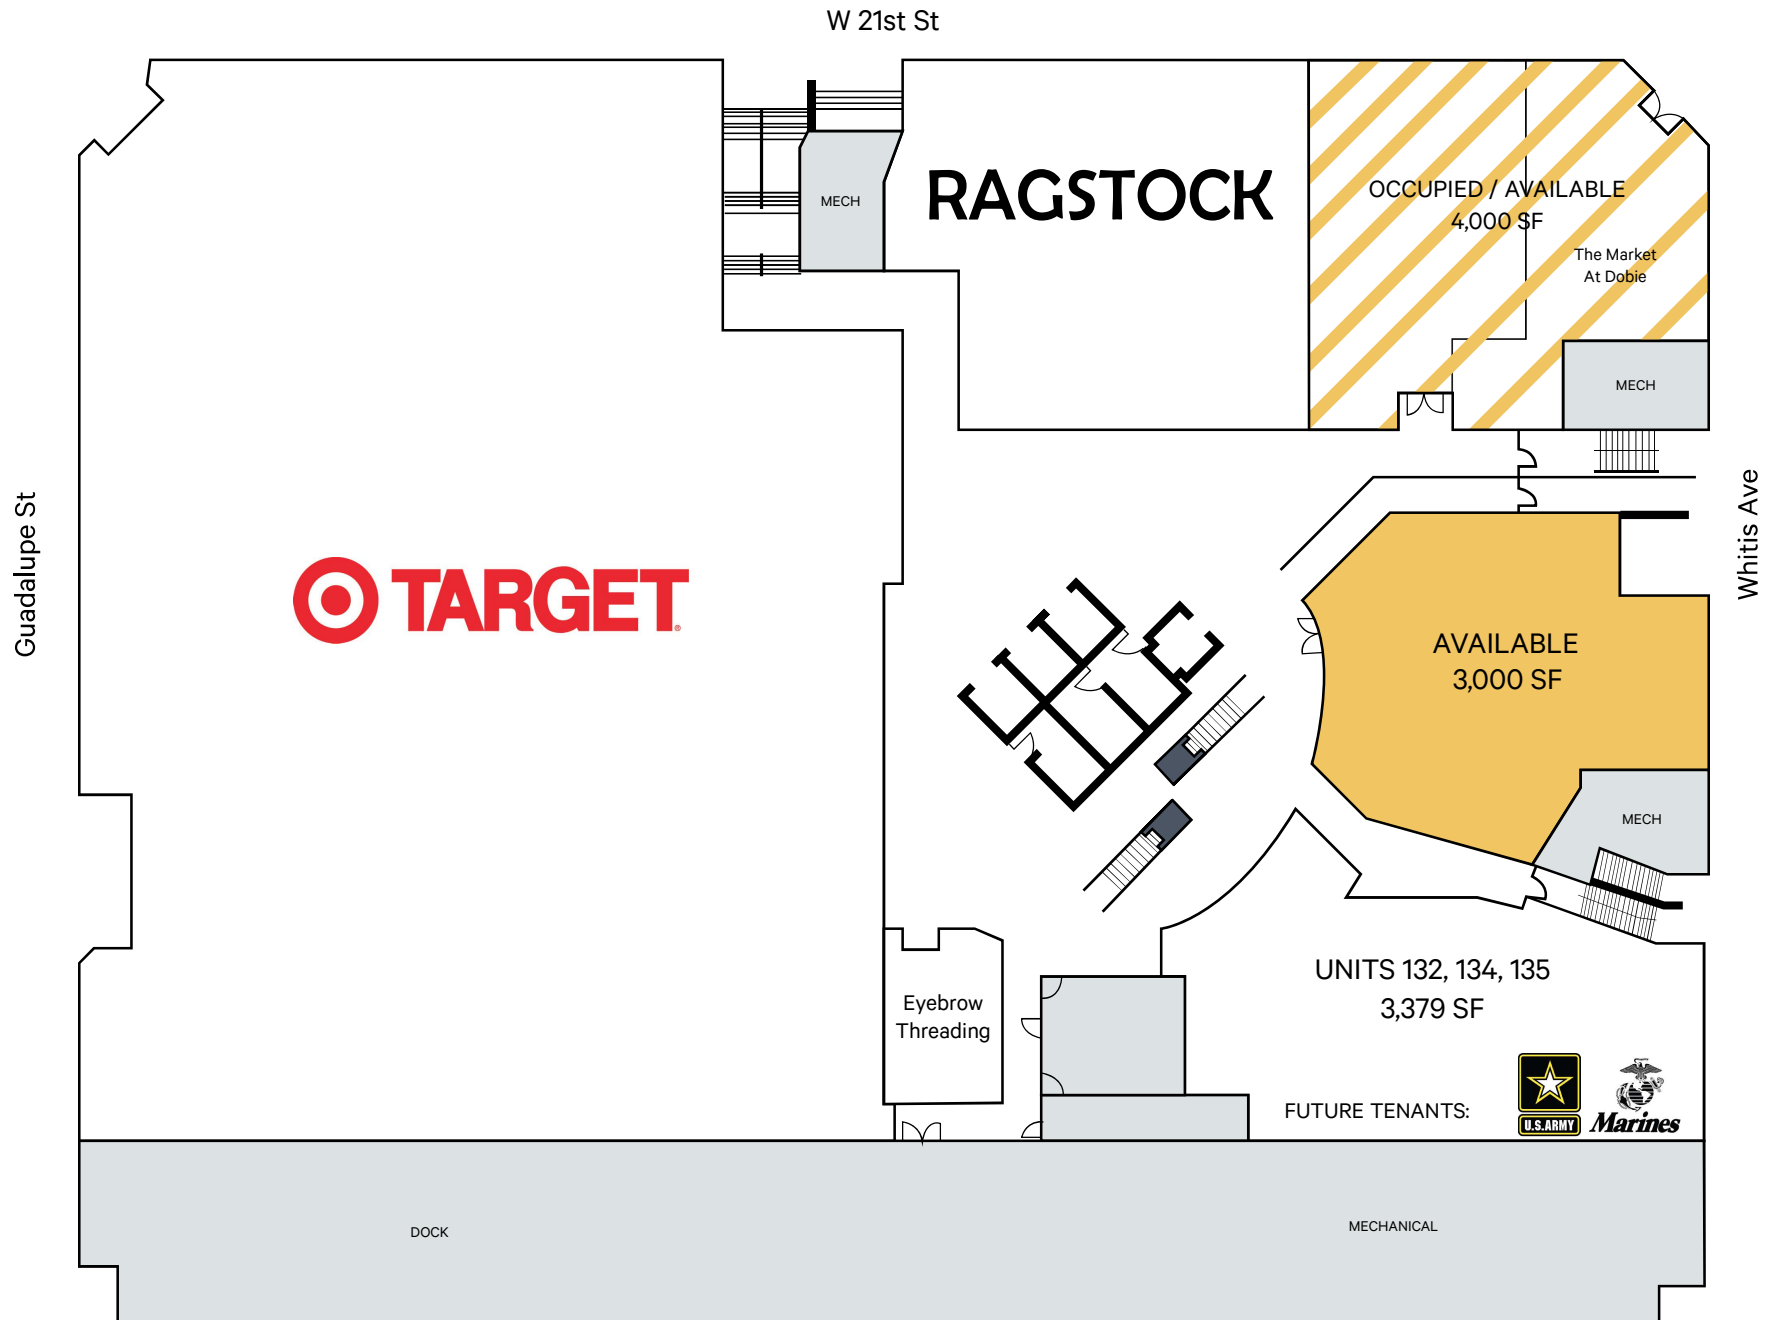 W 21st St
MECH
RAGSTOCK
OCCUPIED / AVAILABLE
4,000 SF
The Market
At Dobie
MECH
Guadalupe St
Whitis Ave
TARGET
AVAILABLE
3,000 SF
MECH
UNITS 132, 134, 135
3,379 SF
Eyebrow
Threading
FUTURE TENANTS:
U.S.ARMY
Marines
DOCK
MECHANICAL